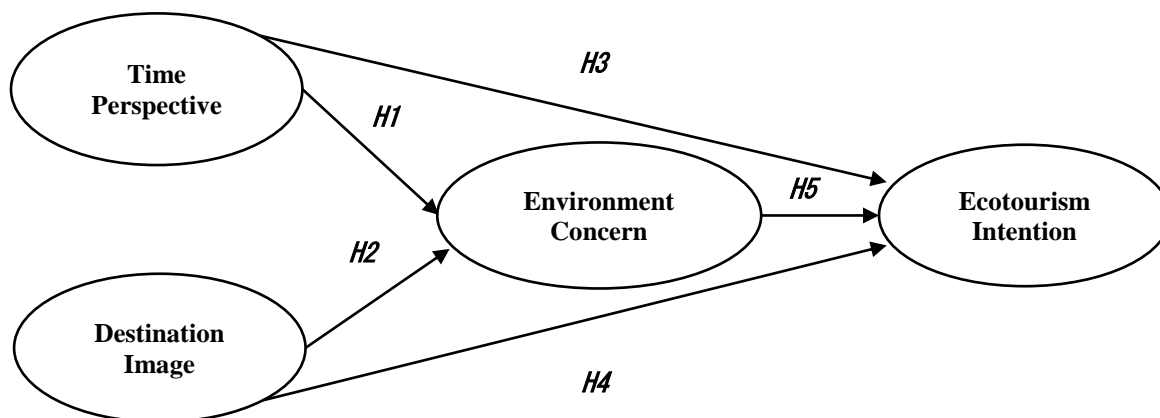 Time
Perspective
H3
H1
Environment
Concern
H5
Ecotourism
Intention
H2
Destination
Image
H4